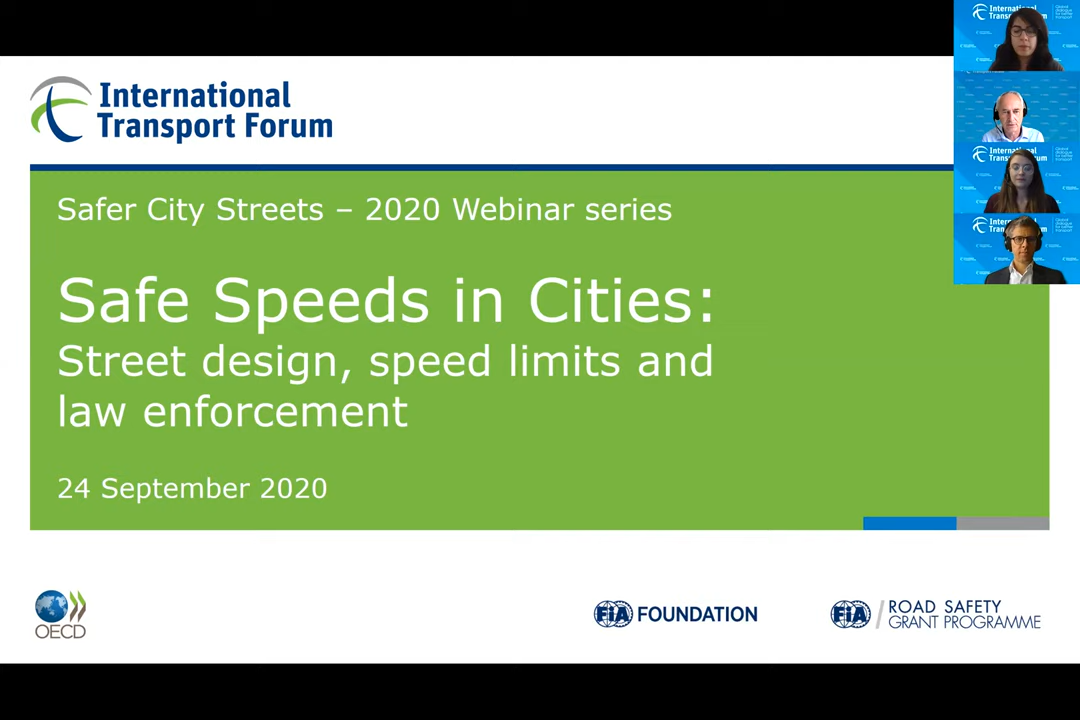 International
Transport Forum
Safer City Streets – 2020 Webinar series
Safe Speeds in Cities:
Street design, speed limits and
law enforcement
24 September 2020
OECD
FiA FOUNDATION
FiA ROAD SAFETY
GRANT PROGRAMME